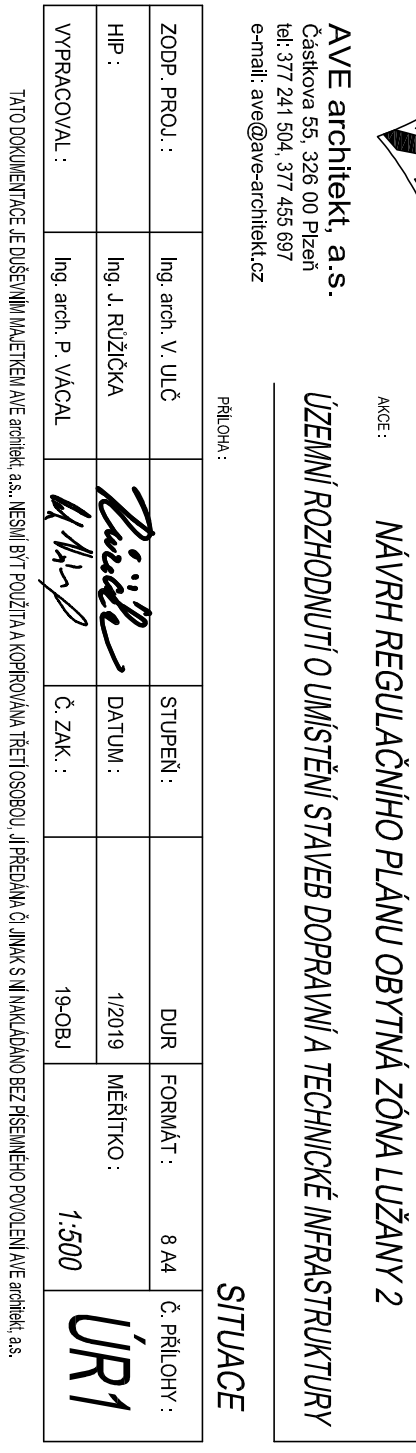 AVE architekt, a.s.
Částkova 55, 326 00 Plzeň
tel: 377 241 504, 377 455 697
e-mail: ave@ave-architekt.cz
AKCE :
NÁVRH REGULAČNÍHO PLÁNU OBYTNÁ ZÓNA LUŽANY 2
ÚZEMNÍ ROZHODNUTÍ O UMÍSTĚNÍ STAVEB DOPRAVNÍ A TECHNICKÉ INFRASTRUKTURY
PŘÍLOHA :
SITUACE
ZODP. PROJ. : Ing. arch. V. ULČ STUPEŇ : DUR FORMÁT : 8 A4 Č. PŘÍLOHY :
HIP : Ing. J. RŮŽIČKA DATUM : 1/2019 MĚŘÍTKO : ÚR1
VYPRACOVAL : Ing. arch. P. VÁCAL Č. ZAK. : 19-OBJ 1:500
TATO DOKUMENTACE JE DUŠEVNÍM MAJETKEM AVE architekt, a.s.. NESMÍ BÝT POUŽITA A KOPÍROVÁNA TŘETÍ OSOBOU, JÍ PŘEDÁNA ČI JINAK S NÍ NAKLÁDÁNO BEZ PÍSEMNÉHO POVOLENÍ AVE architekt, a.s.